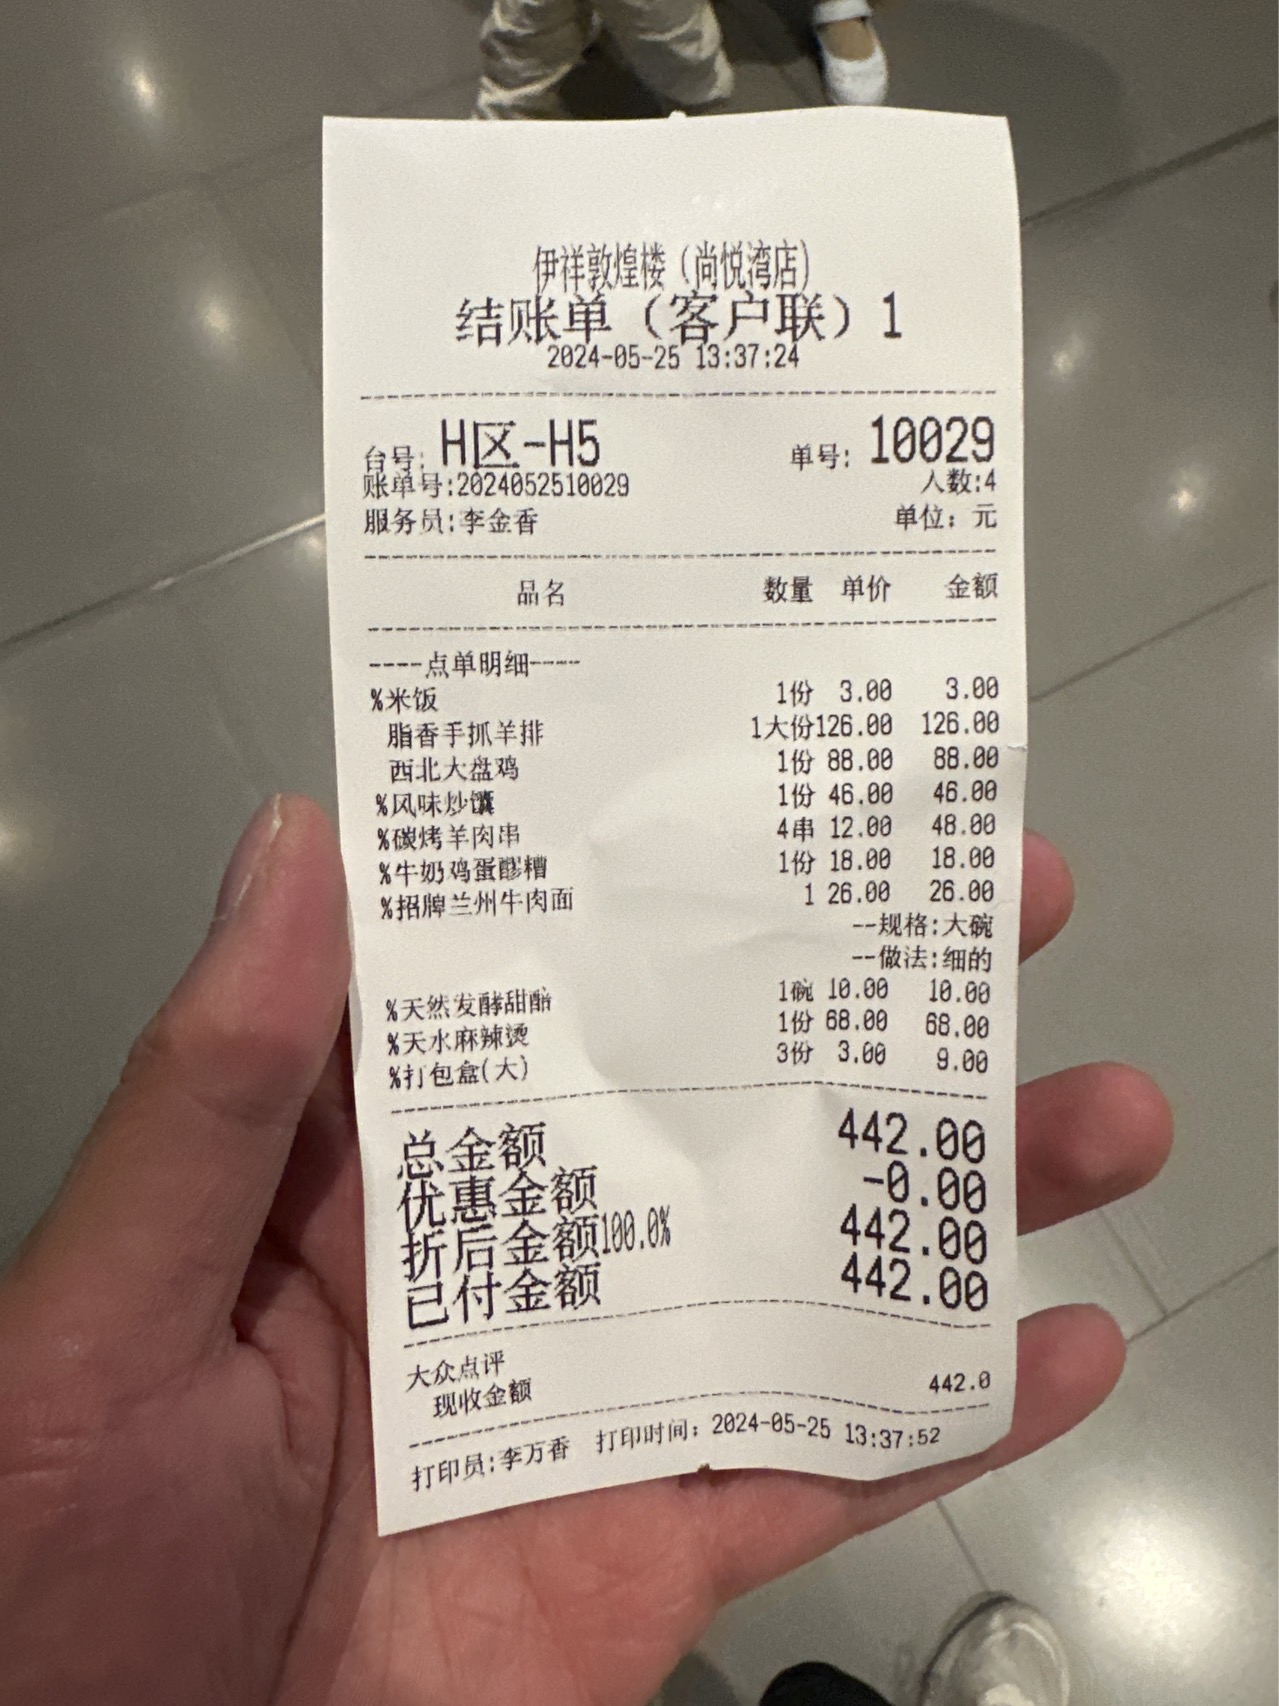 伊祥敦煌楼（尚悦湾店）
结账单（客户联）1
2024-05-25 13:37:24
台号: H区-H5 单号: 10029
账单号:2024052510029 人数:4
服务员:李金香 单位: 元
品名 数量 单价 金额
----点单明细----
%米饭 1份 3.00 3.00
脂香手抓羊排 1大份126.00 126.00
西北大盘鸡 1份 88.00 88.00
%风味炒馕 1份 46.00 46.00
%碳烤羊肉串 4串 12.00 48.00
%牛奶鸡蛋醪糟 1份 18.00 18.00
%招牌兰州牛肉面 1 26.00 26.00
--规格:大碗
--做法:细的
%天然发酵甜醅 1碗 10.00 10.00
%天水麻辣烫 1份 68.00 68.00
%打包盒(大) 3份 3.00 9.00
总金额 442.00
优惠金额 -0.00
折后金额100.0% 442.00
已付金额 442.00
大众点评
现收金额 442.0
打印员:李万香 打印时间: 2024-05-25 13:37:52